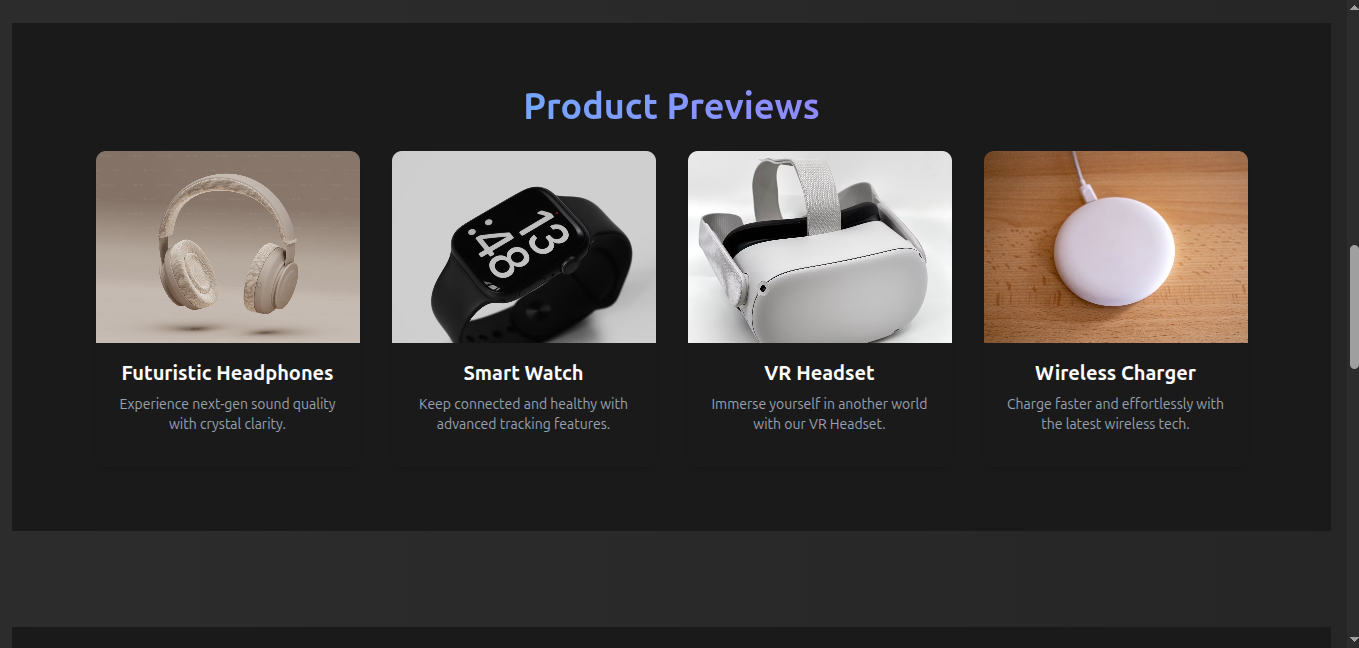 Product Previews
13
:48
Futuristic Headphones
Smart Watch
VR Headset
Wireless Charger
Experience next-gen sound quality
with crystal clarity.
Keep connected and healthy with
advanced tracking features.
Immerse yourself in another world
with our VR Headset.
Charge faster and effortlessly with
the latest wireless tech.